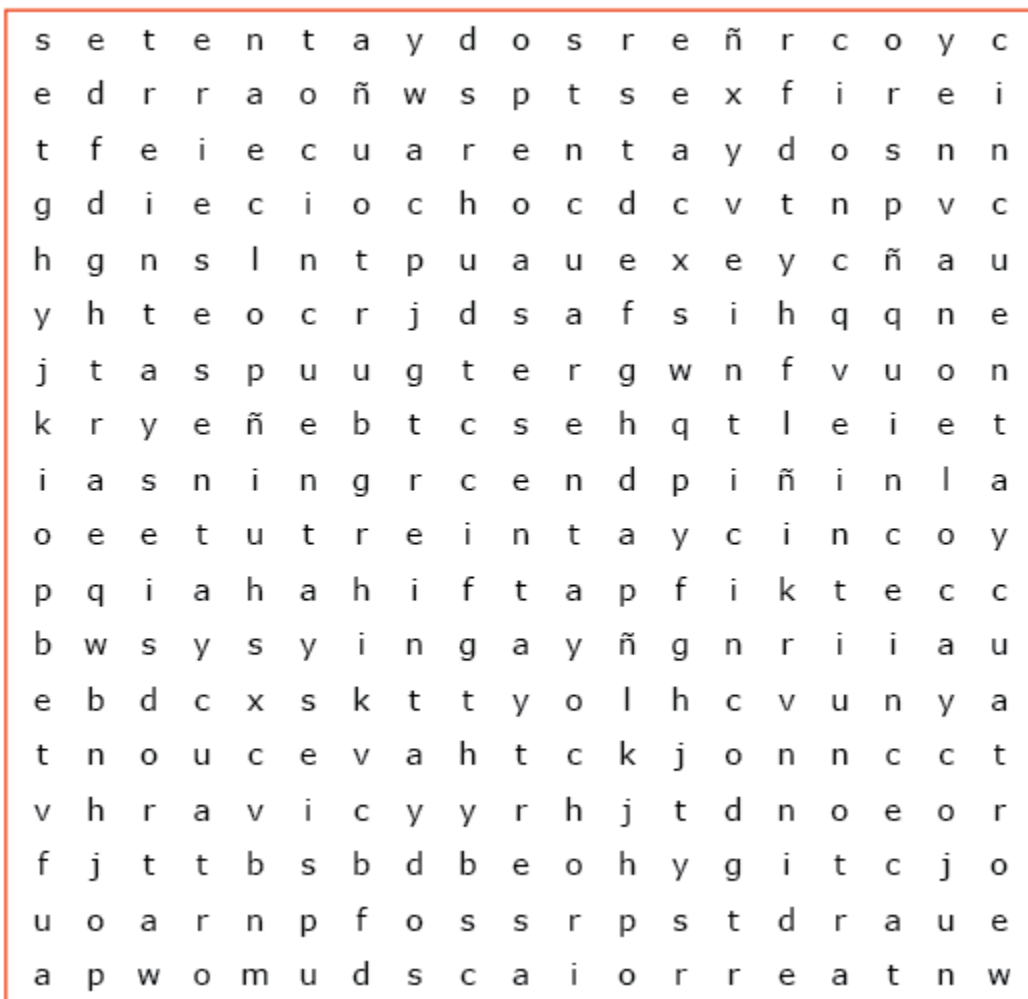 s e t e n t a y d o s r e ñ r c o y c
e d r r a o ñ w s p t s e x f i r e i
t f e i e c u a r e n t a y d o s n n
g d i e c i o c h o c d c v t n p v c
h g n s l n t p u a u e x e y c ñ a u
y h t e o c r j d s a f s i h q q n e
j t a s p u u g t e r g w n f v u o n
k r y e ñ e b t c s e h q t l e i e t
i a s n i n g r c e n d p i ñ i n l a
o e e t u t r e i n t a y c i n c o y
p q i a h a h i f t a p f i k t e c c
b w s y s y i n g a y ñ g n r i i a u
e b d c x s k t t y o l h c v u n y a
t n o u c e v a h t c k j o n n c c t
v h r a v i c y y r h j t d n o e o r
f j t t b s b d b e o h y g i t c j o
u o a r n p f o s s r p s t d r a u e
a p w o m u d s c a i o r r e a t n w